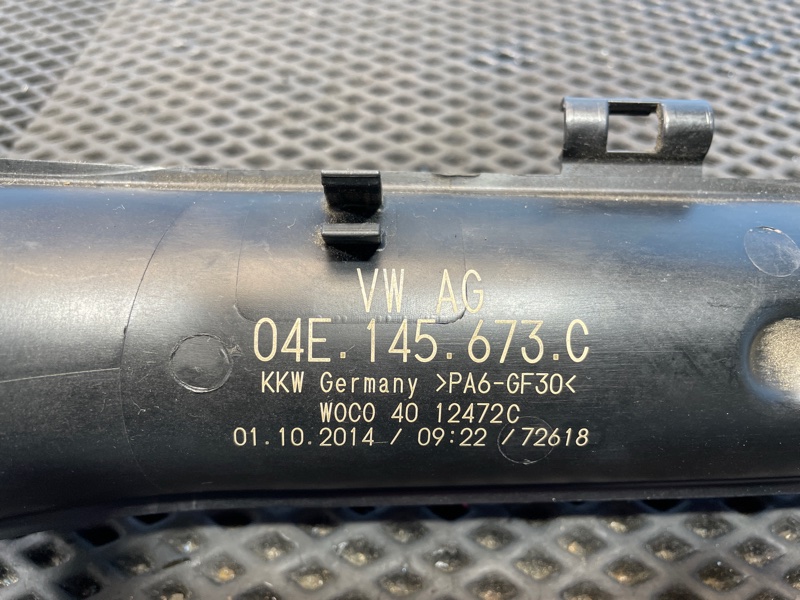 VW AG
04E.145.673.C
KKW Germany >PA6-GF30<
WOCO 40 12472C
01.10.2014 / 09:22 /72618